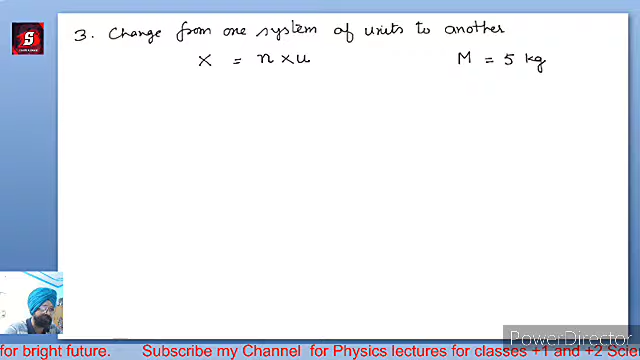 3. Change from one system of units to another
X = n x u
M = 5 kg
S
PowerDirector
for bright future. Subscribe my Channel for Physics lectures for classes +1 and +2 Scien